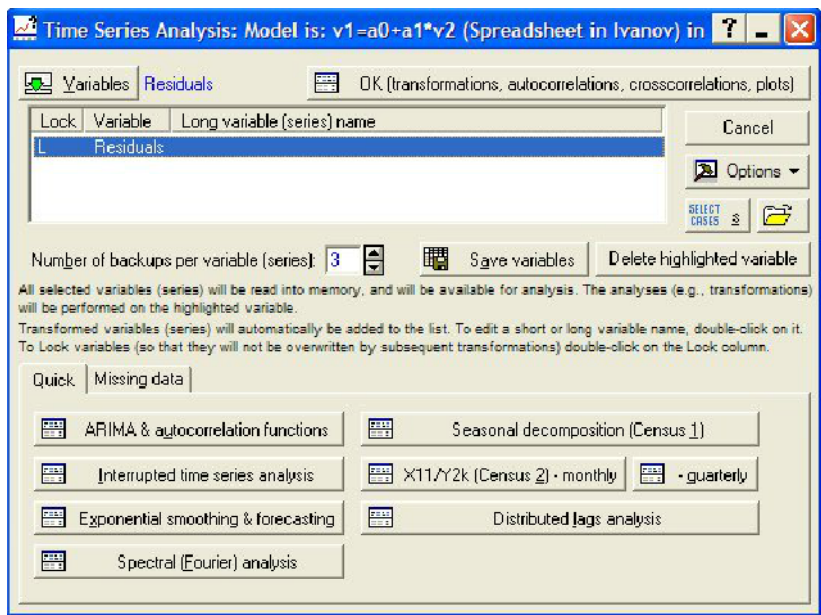 Time Series Analysis: Model is: v1=a0+a1*v2 (Spreadsheet in Ivanov) in
Variables Residuals OK (transformations, autocorrelations, crosscorrelations, plots)
Lock Variable Long variable (series) name
L Residuals
Cancel
Options
SELECT CASES S
Number of backups per variable (series): 3 Save variables Delete highlighted variable
All selected variables (series) will be read into memory, and will be available for analysis. The analyses (e.g., transformations)
will be performed on the highlighted variable.
Transformed variables (series) will automatically be added to the list. To edit a short or long variable name, double-click on it.
To Lock variables (so that they will not be overwritten by subsequent transformations) double-click on the Lock column.
Quick Missing data
ARIMA & autocorrelation functions Seasonal decomposition (Census 1)
Interrupted time series analysis X11/Y2k (Census 2) - monthly - quarterly
Exponential smoothing & forecasting Distributed lags analysis
Spectral (Fourier) analysis